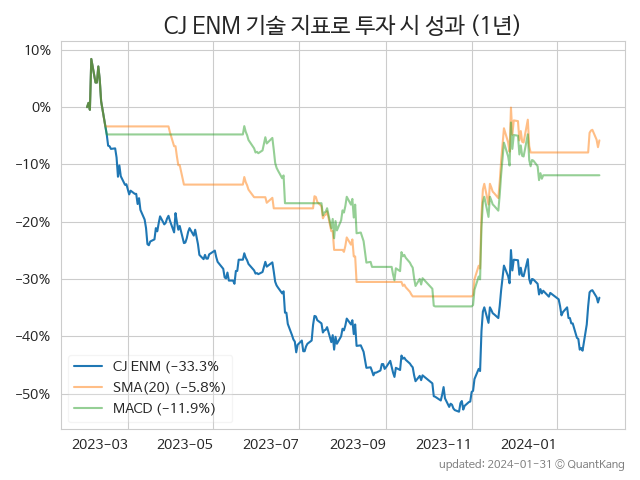 CJ ENM 기술 지표로 투자 시 성과 (1년)
10%
0%
−10%
−20%
−30%
−40%
−50%
CJ ENM (−33.3%
SMA(20) (−5.8%)
MACD (−11.9%)
2023-03 2023-05 2023-07 2023-09 2023-11 2024-01
updated: 2024-01-31 © QuantKang